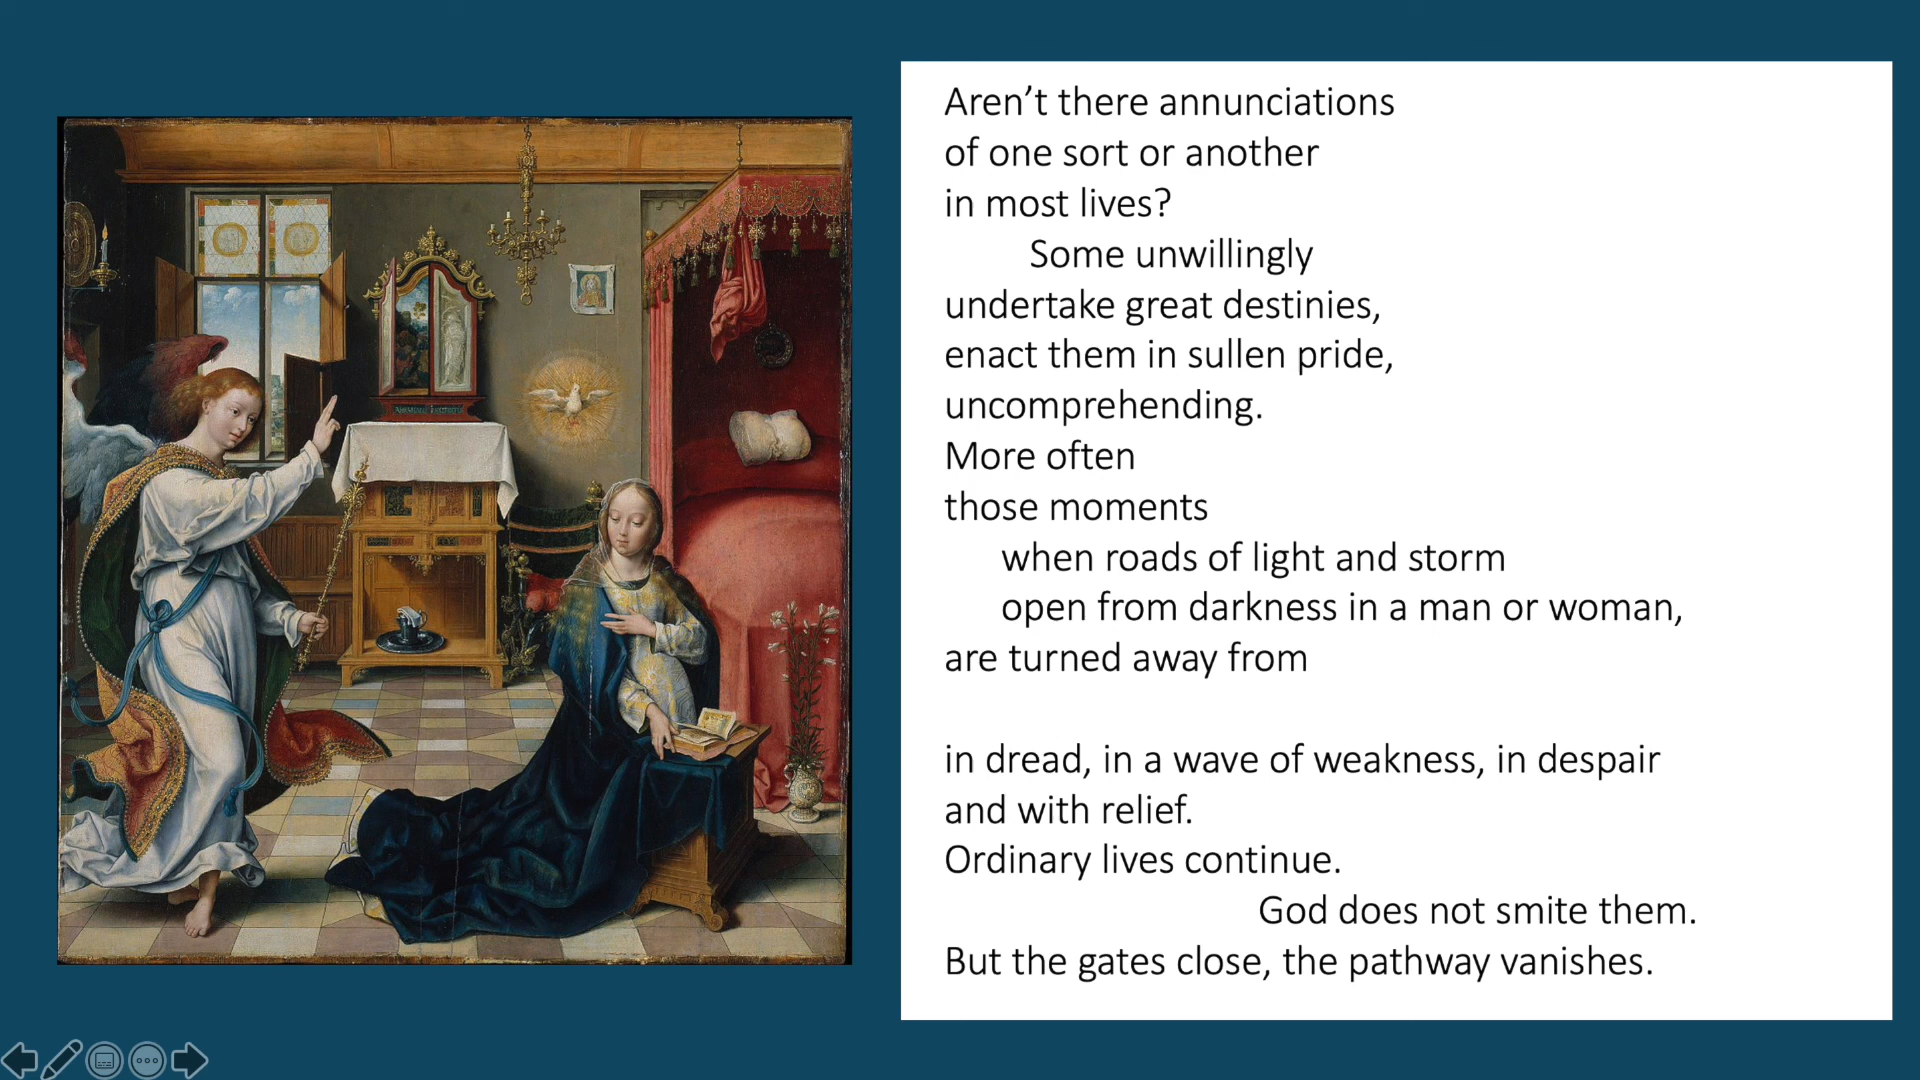 Aren’t there annunciations
of one sort or another
in most lives?
Some unwillingly
undertake great destinies,
enact them in sullen pride,
uncomprehending.
More often
those moments
when roads of light and storm
open from darkness in a man or woman,
are turned away from
in dread, in a wave of weakness, in despair
and with relief.
Ordinary lives continue.
God does not smite them.
But the gates close, the pathway vanishes.